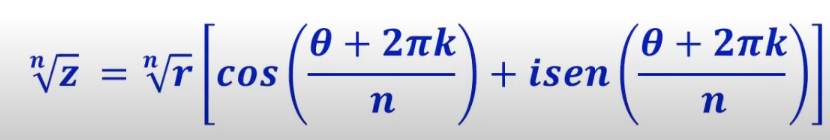 ⁿ√z = ⁿ√r [cos((θ + 2πk)/n) + isen((θ + 2πk)/n)]